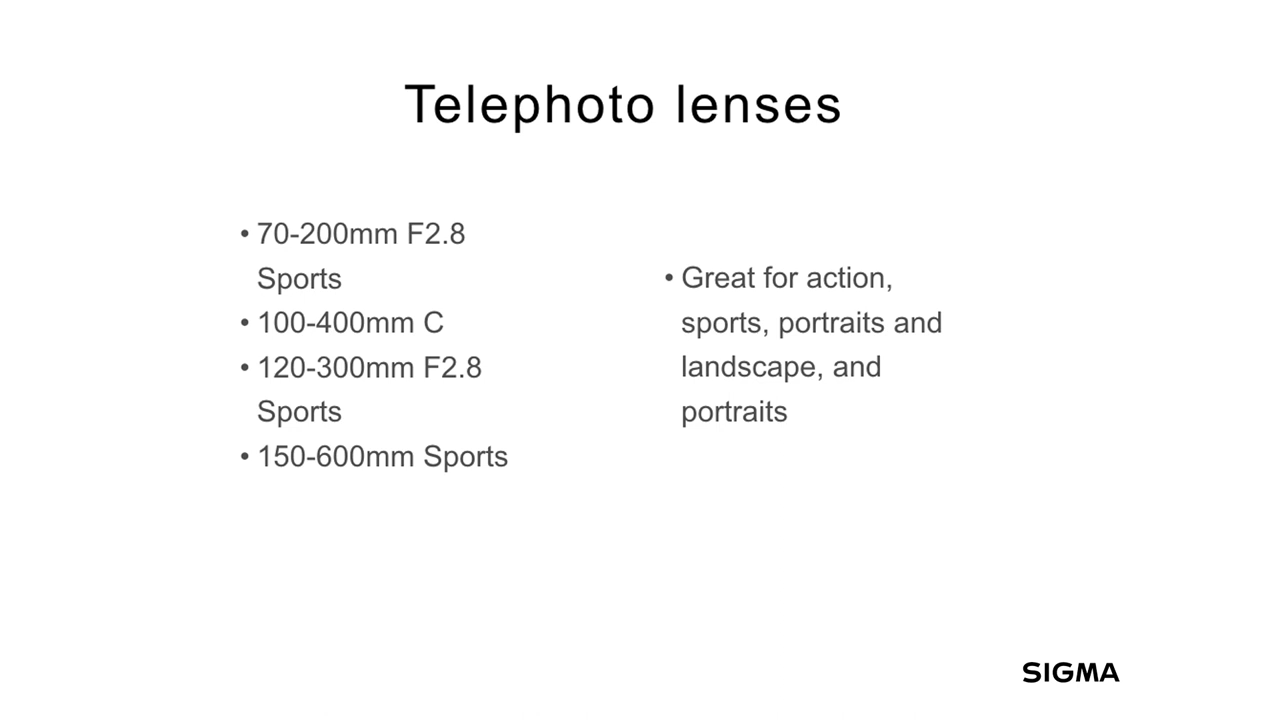 Telephoto lenses
• 70-200mm F2.8
Sports
• 100-400mm C
• 120-300mm F2.8
Sports
• 150-600mm Sports
• Great for action,
sports, portraits and
landscape, and
portraits
SIGMA